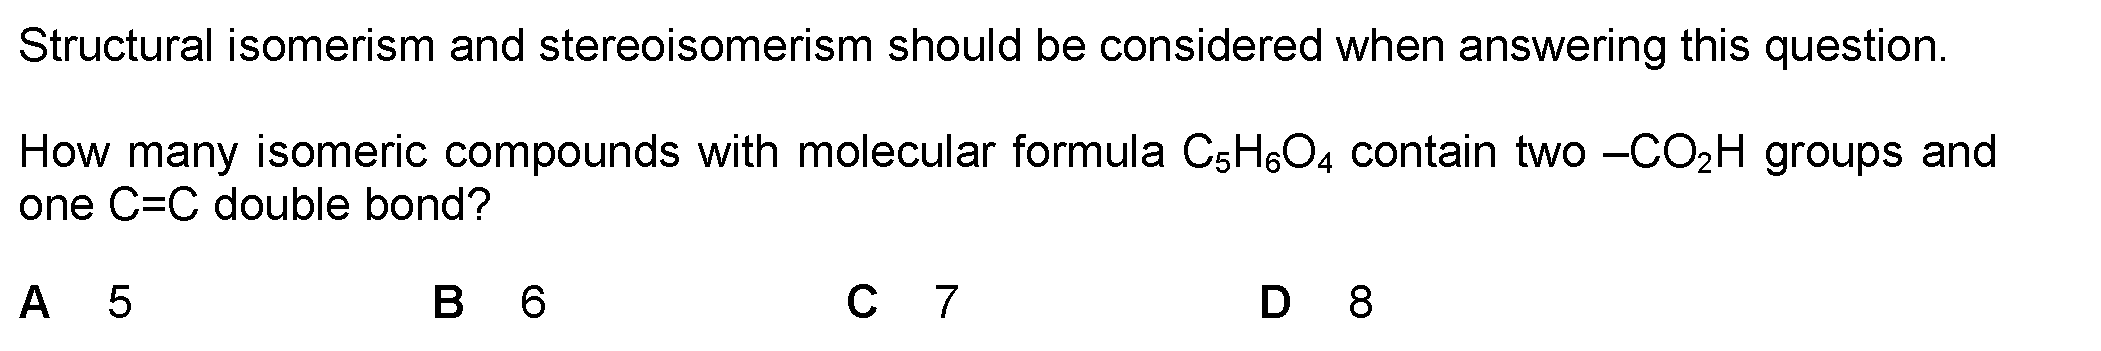 Structural isomerism and stereoisomerism should be considered when answering this question.
How many isomeric compounds with molecular formula C₅H₆O₄ contain two –CO₂H groups and
one C=C double bond?
A 5 B 6 C 7 D 8